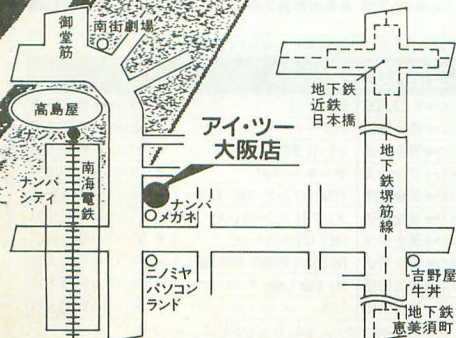 御堂筋
南街劇場
地下鉄
近鉄
日本橋
高島屋
ナンバ
アイ・ツー
大阪店
地下鉄堺筋線
ナンバ
シティ
南海電鉄
ナンバ
メガネ
ニノミヤ
パソコン
ランド
吉野屋
牛丼
地下鉄
恵美須町